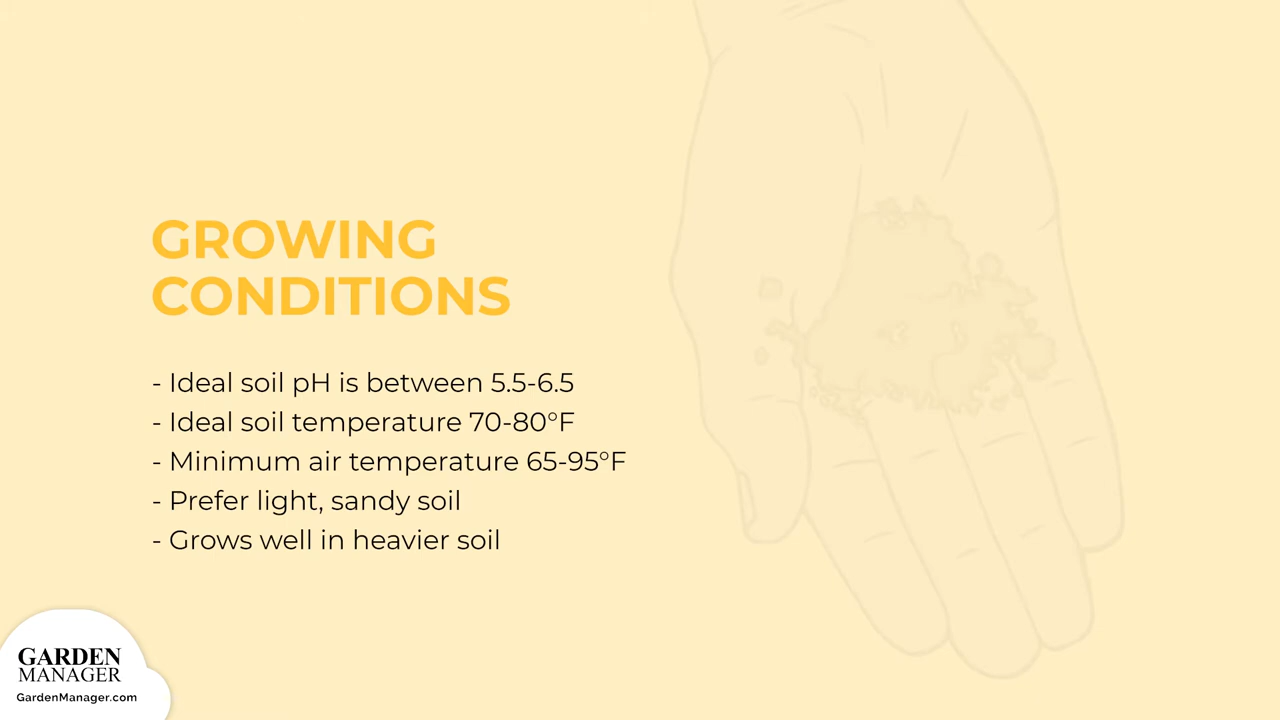 GROWING
CONDITIONS
- Ideal soil pH is between 5.5-6.5
- Ideal soil temperature 70-80°F
- Minimum air temperature 65-95°F
- Prefer light, sandy soil
- Grows well in heavier soil
GARDEN
MANAGER
GardenManager.com